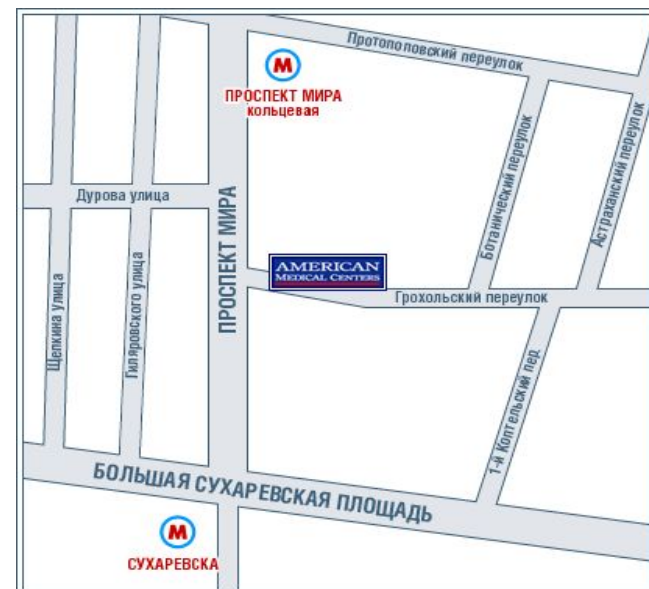 Протополовский переулок
М
ПРОСПЕКТ МИРА
кольцевая
Ботанический переулок
Астраханский переулок
Дурова улица
ПРОСПЕКТ МИРА
AMERICAN
MEDICAL CENTERS
Грохольский переулок
Щепкина улица
Гиляровского улица
1-й Коптельский пер.
БОЛЬШАЯ СУХАРЕВСКАЯ ПЛОЩАДЬ
М
СУХАРЕВСКА